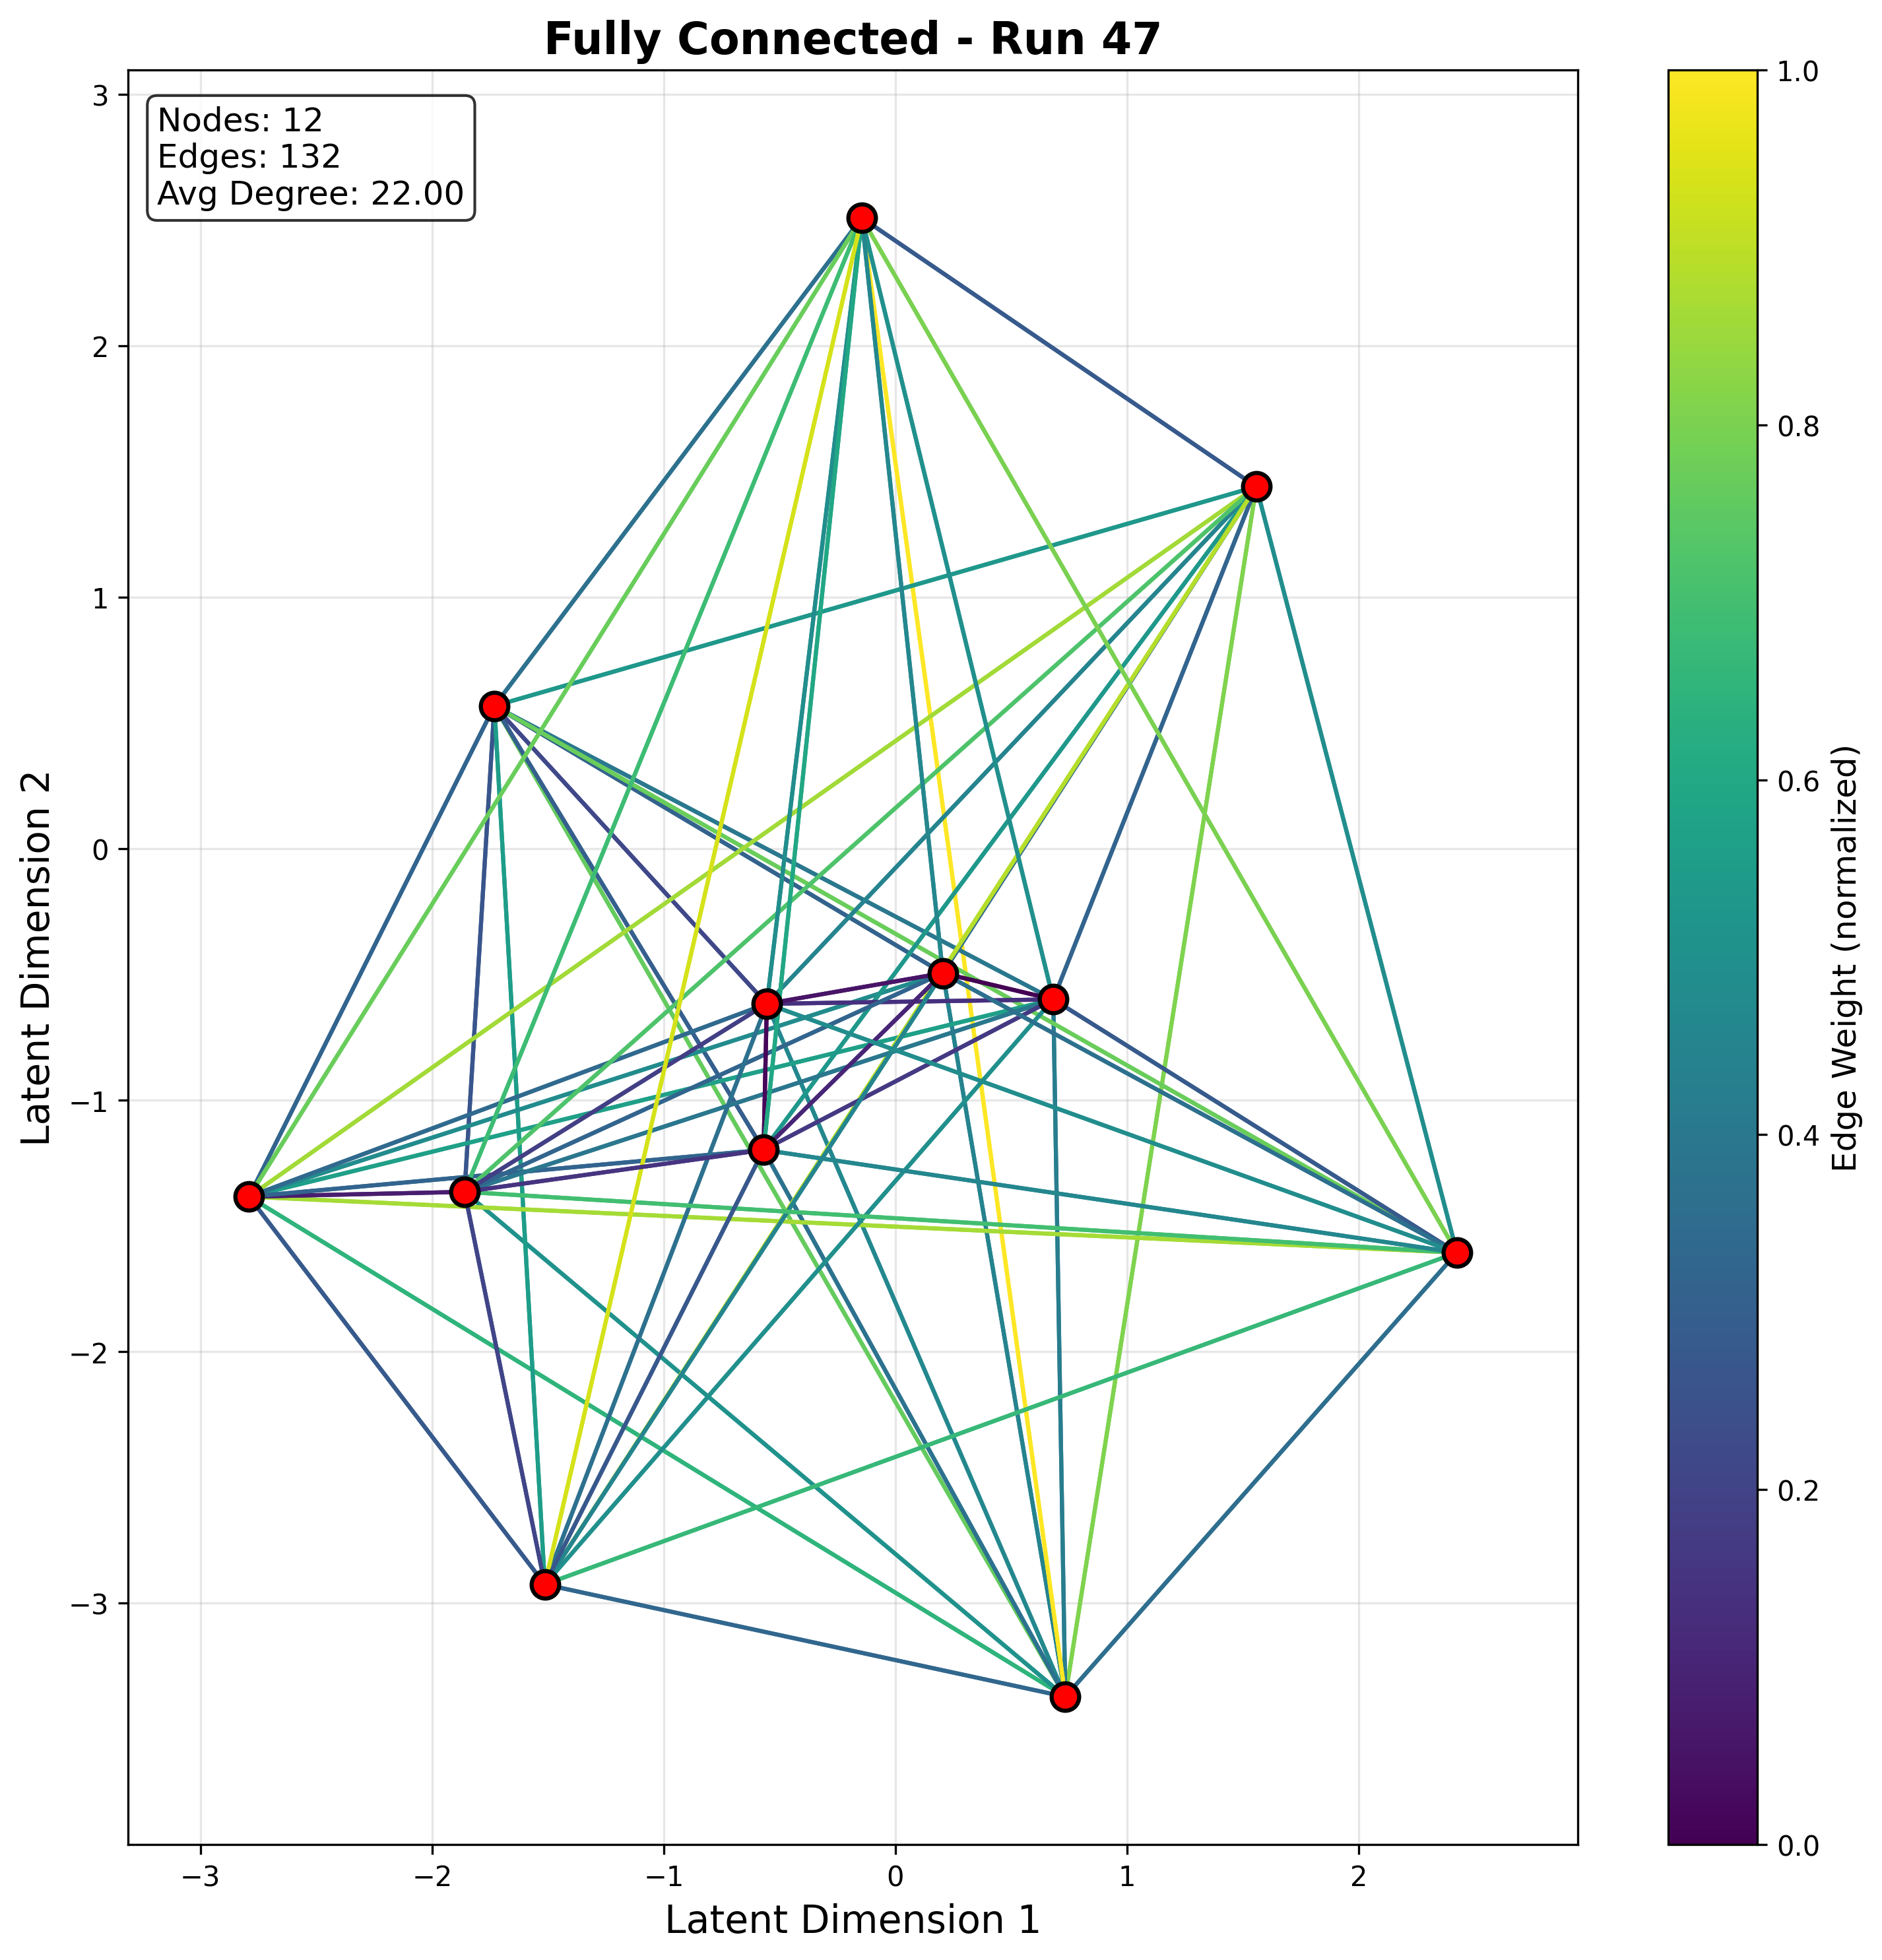 Fully Connected - Run 47
Nodes: 12
Edges: 132
Avg Degree: 22.00
3
2
1
0
−1
−2
−3
−3
−2
−1
0
1
2
Latent Dimension 1
Latent Dimension 2
1.0
0.8
0.6
0.4
0.2
0.0
Edge Weight (normalized)